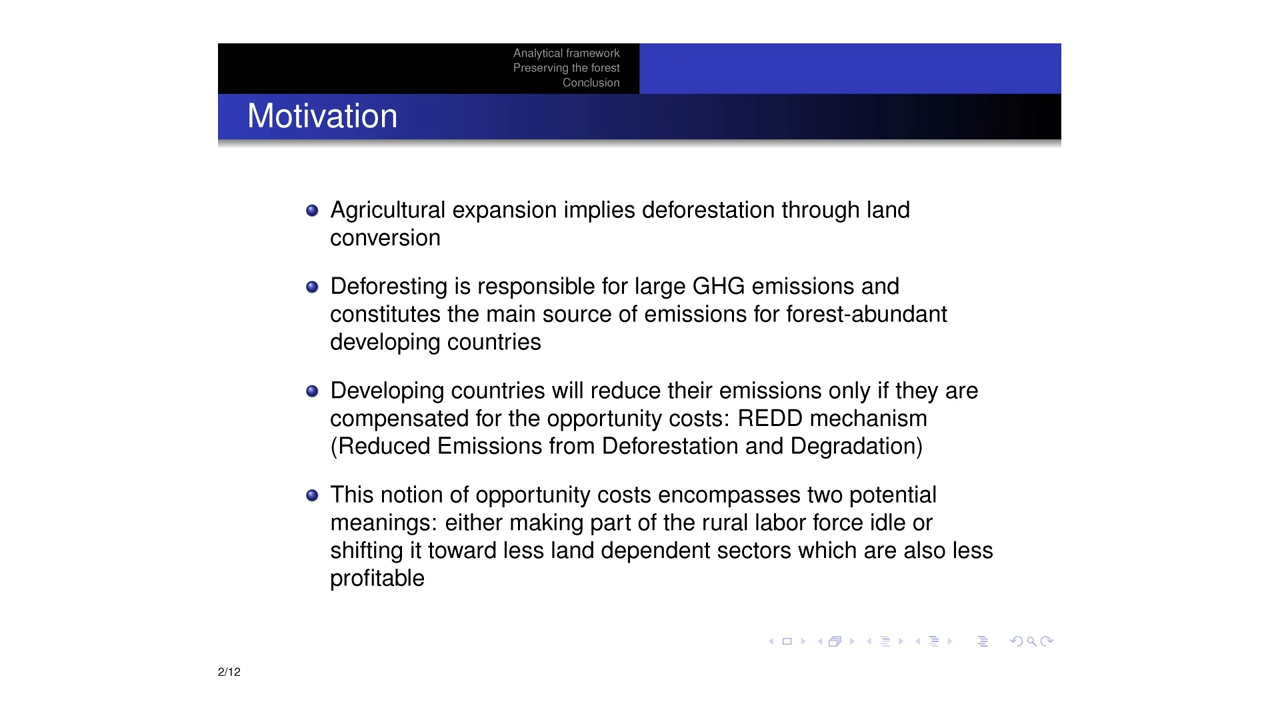 Analytical framework
Preserving the forest
Conclusion
Motivation
Agricultural expansion implies deforestation through land
conversion
Deforesting is responsible for large GHG emissions and
constitutes the main source of emissions for forest-abundant
developing countries
Developing countries will reduce their emissions only if they are
compensated for the opportunity costs: REDD mechanism
(Reduced Emissions from Deforestation and Degradation)
This notion of opportunity costs encompasses two potential
meanings: either making part of the rural labor force idle or
shifting it toward less land dependent sectors which are also less
profitable
2/12